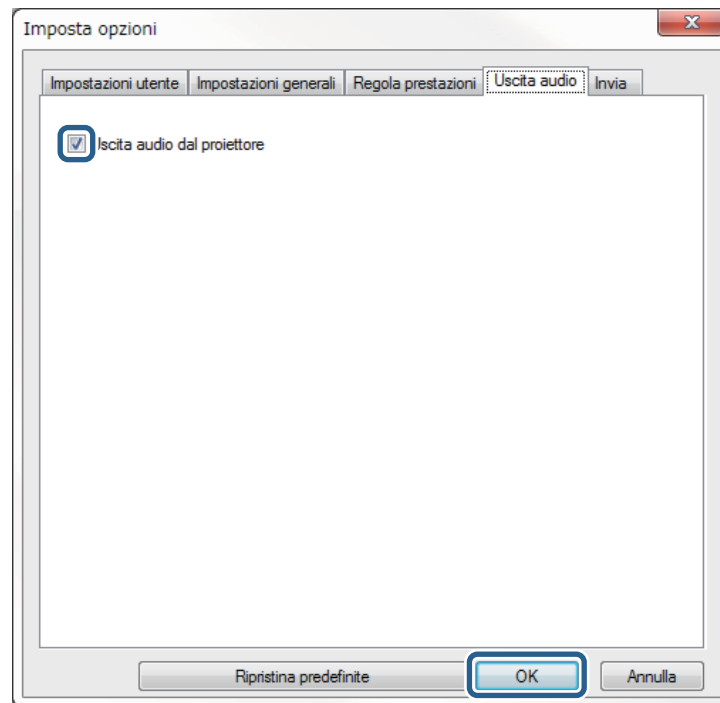 Imposta opzioni
Impostazioni utente Impostazioni generali Regola prestazioni Uscita audio Invia
Uscita audio dal proiettore
Ripristina predefinite OK Annulla